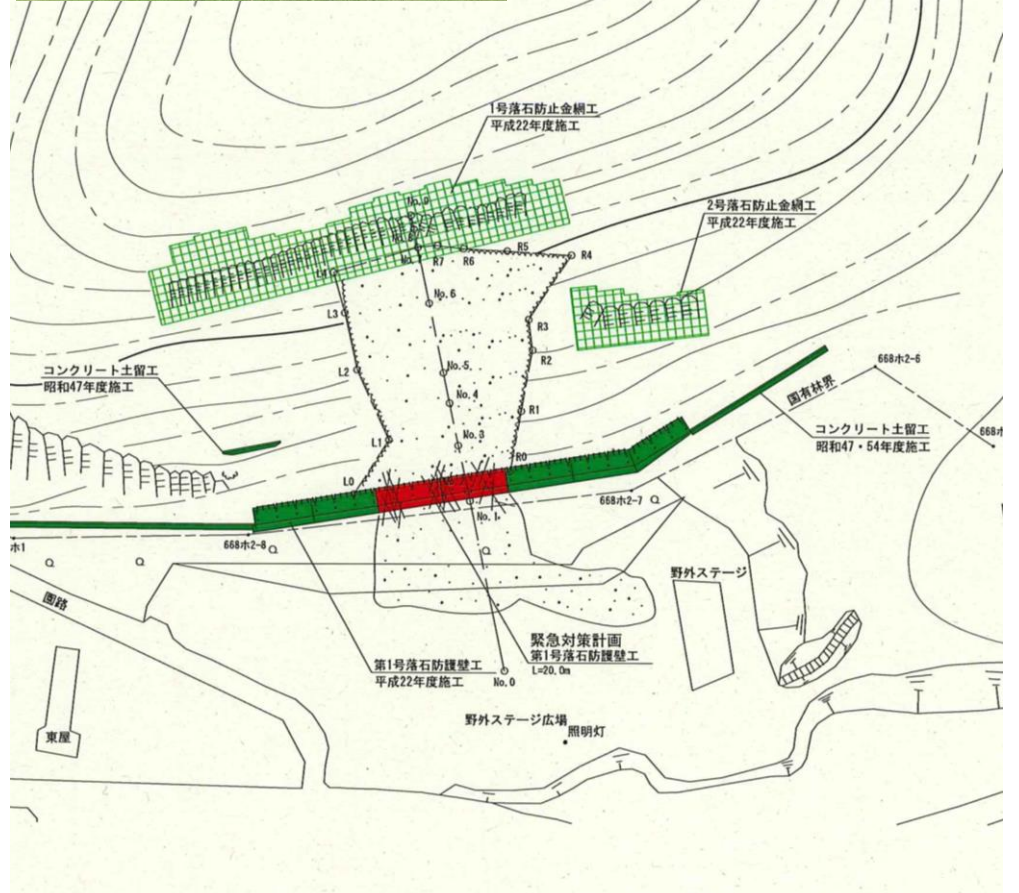 1号落石防止金網工
平成22年度施工
2号落石防止金網工
平成22年度施工
No.9
R7
R6
R5
R4
L4
No.6
L3
R3
R2
コンクリート土留工
昭和47年度施工
L2
No.5
No.4
R1
668ホ2-6
国有林界
コンクリート土留工
昭和47・54年度施工
L1
No.3
R0
L0
No.1
668ホ2-7
668ホ2-8
ホ1
園路
野外ステージ
緊急対策計画
第1号落石防護壁工
L=20.0m
第1号落石防護壁工
平成22年度施工
No.0
野外ステージ広場
照明灯
東屋